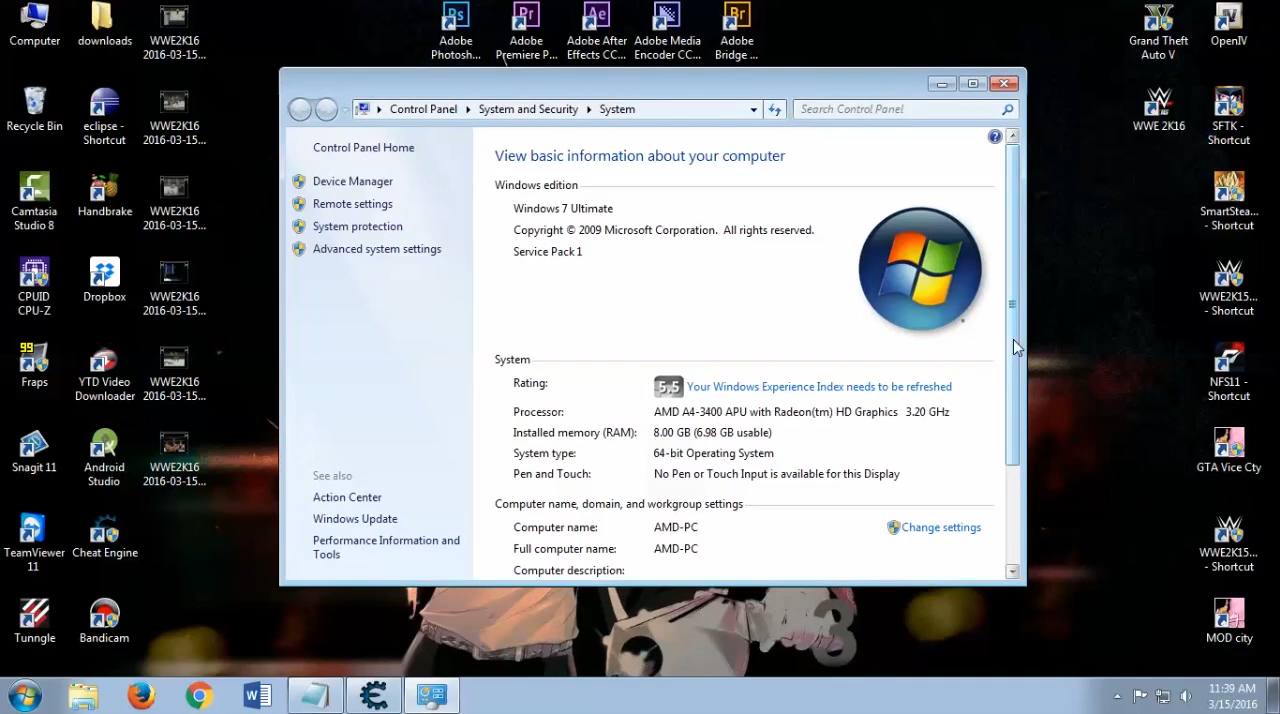 Computer
downloads
WWE2K16
2016-03-15...
Adobe
Photosh...
Adobe
Premiere P...
Adobe After
Effects CC...
Adobe Media
Encoder CC...
Adobe
Bridge ...
Grand Theft
Auto V
OpenIV
Recycle Bin
eclipse -
Shortcut
WWE2K16
2016-03-15...
WWE 2K16
SFTK -
Shortcut
Camtasia
Studio 8
Handbrake
WWE2K16
2016-03-15...
SmartStea...
- Shortcut
CPUID
CPU-Z
Dropbox
WWE2K16
2016-03-15...
WWE2K15...
- Shortcut
99
Fraps
YTD Video
Downloader
WWE2K16
2016-03-15...
NFS11 -
Shortcut
Snagit 11
Android
Studio
WWE2K16
2016-03-15...
GTA Vice Cty
TeamViewer
11
Cheat Engine
WWE2K15...
- Shortcut
Tunngle
Bandicam
MOD city
Control Panel
System and Security
System
Search Control Panel
Control Panel Home
Device Manager
Remote settings
System protection
Advanced system settings
See also
Action Center
Windows Update
Performance Information and
Tools
View basic information about your computer
Windows edition
Windows 7 Ultimate
Copyright © 2009 Microsoft Corporation. All rights reserved.
Service Pack 1
System
Rating: 5.5 Your Windows Experience Index needs to be refreshed
Processor: AMD A4-3400 APU with Radeon(tm) HD Graphics 3.20 GHz
Installed memory (RAM): 8.00 GB (6.98 GB usable)
System type: 64-bit Operating System
Pen and Touch: No Pen or Touch Input is available for this Display
Computer name, domain, and workgroup settings
Computer name: AMD-PC
Change settings
Full computer name: AMD-PC
Computer description:
3
11:39 AM
3/15/2016